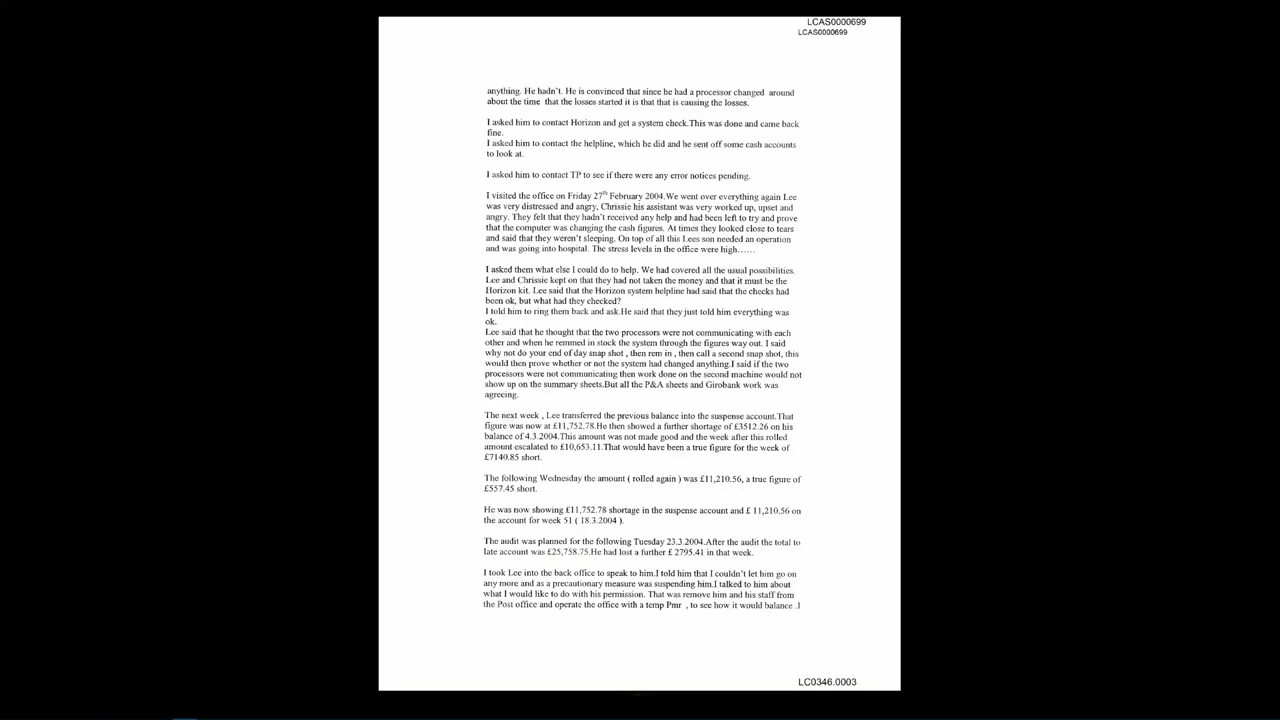 LCAS0000699
LCAS0000699
anything. He hadn't. He is convinced that since he had a processor changed around
about the time that the losses started it is that that is causing the losses.
I asked him to contact Horizon and get a system check.This was done and came back
fine.
I asked him to contact the helpline, which he did and he sent off some cash accounts
to look at.
I asked him to contact TP to see if there were any error notices pending.
I visited the office on Friday 27th February 2004.We went over everything again Lee
was very distressed and angry, Chrissie his assistant was very worked up, upset and
angry. They felt that they hadn't received any help and had been left to try and prove
that the computer was changing the cash figures. At times they looked close to tears
and said that they weren't sleeping. On top of all this Lees son needed an operation
and was going into hospital. The stress levels in the office were high……
I asked them what else I could do to help. We had covered all the usual possibilities.
Lee and Chrissie kept on that they had not taken the money and that it must be the
Horizon kit. Lee said that the Horizon system helpline had said that the checks had
been ok, but what had they checked?
I told him to ring them back and ask.He said that they just told him everything was
ok.
Lee said that he thought that the two processors were not communicating with each
other and when he remmed in stock the system through the figures way out. I said
why not do your end of day snap shot , then rem in , then call a second snap shot, this
would then prove whether or not the system had changed anything.I said if the two
processors were not communicating then work done on the second machine would not
show up on the summary sheets.But all the P&A sheets and Girobank work was
agreeing.
The next week , Lee transferred the previous balance into the suspense account.That
figure was now at £11,752.78.He then showed a further shortage of £3512.26 on his
balance of 4.3.2004.This amount was not made good and the week after this rolled
amount escalated to £10,653.11.That would have been a true figure for the week of
£7140.85 short.
The following Wednesday the amount ( rolled again ) was £11,210.56, a true figure of
£557.45 short.
He was now showing £11,752.78 shortage in the suspense account and £ 11,210.56 on
the account for week 51 ( 18.3.2004 ).
The audit was planned for the following Tuesday 23.3.2004.After the audit the total to
late account was £25,758.75.He had lost a further £ 2795.41 in that week.
I took Lee into the back office to speak to him.I told him that I couldn't let him go on
any more and as a precautionary measure was suspending him.I talked to him about
what I would like to do with his permission. That was remove him and his staff from
the Post office and operate the office with a temp Pmr , to see how it would balance .I
LC0346.0003